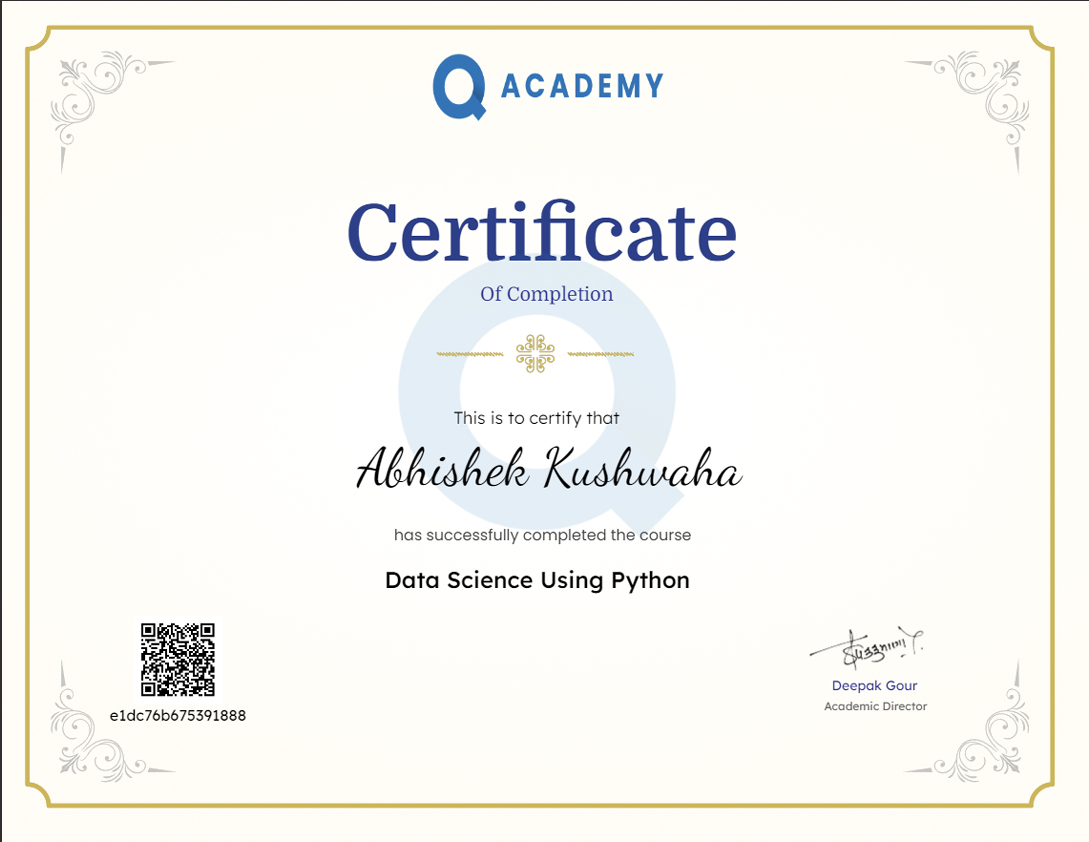 Q ACADEMY
Certificate
Of Completion
This is to certify that
Abhishek Kushwaha
has successfully completed the course
Data Science Using Python
e1dc76b675391888
Deepak Gour
Academic Director